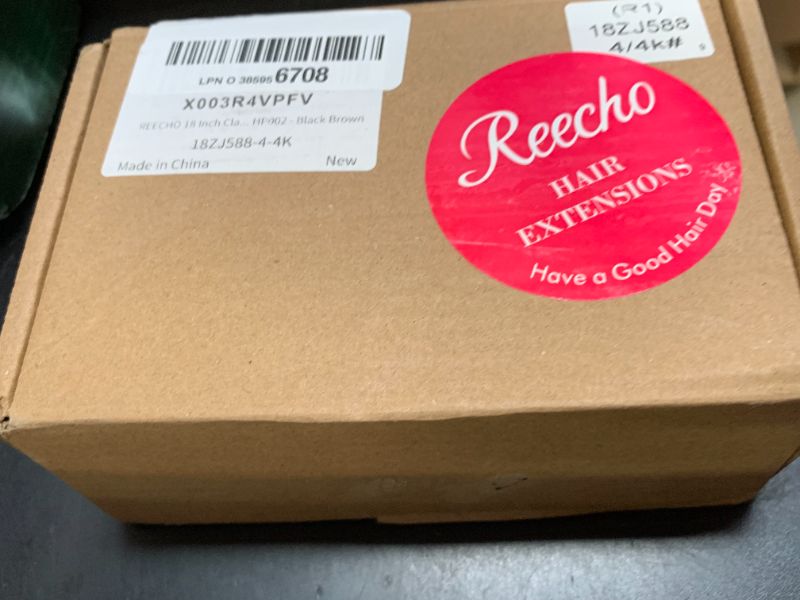 LPN O 38595 6708
X003R4VPFV
REECHO 18 Inch Cla... HP002 - Black Brown
18ZJ588-4-4K
Made in China New
(R1)
18ZJ588
4/4k#
Reecho
HAIR
EXTENSIONS
Have a Good Hair Day